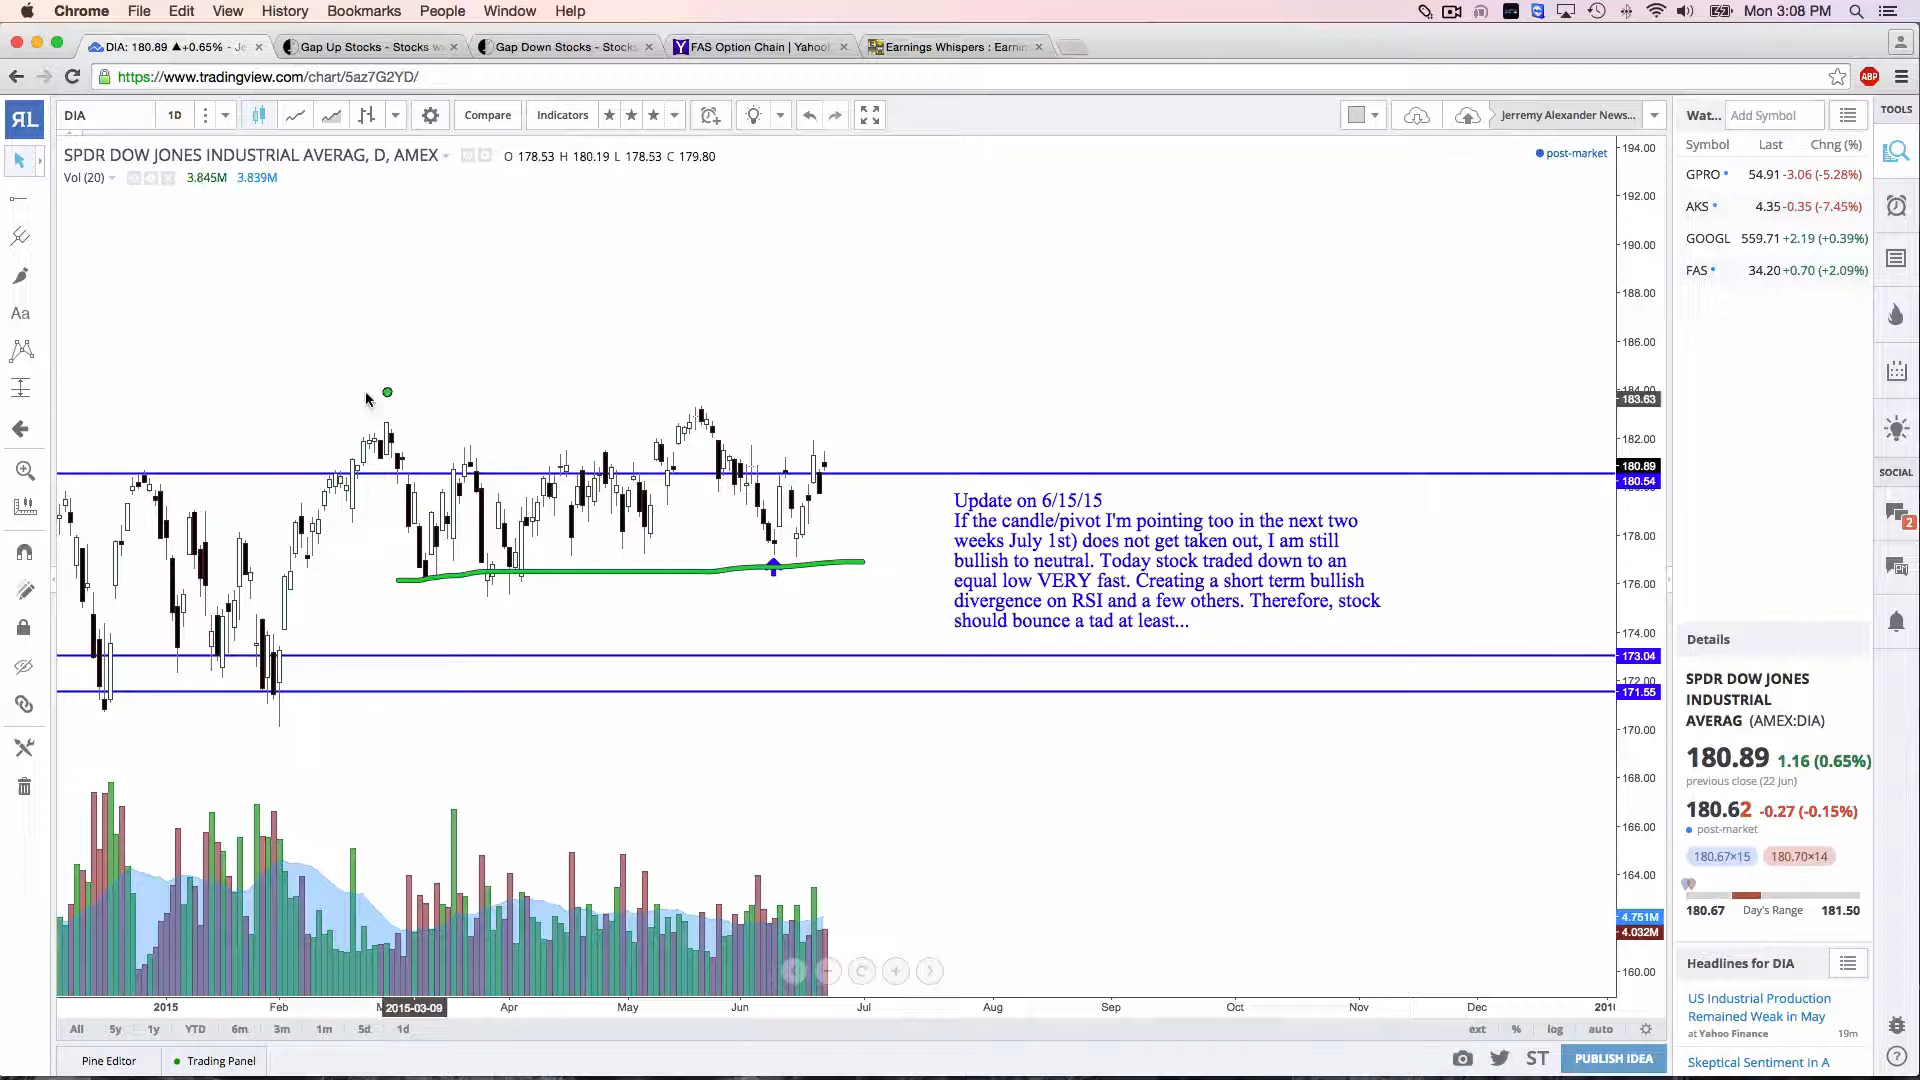 Chrome File Edit View History Bookmarks People Window Help Mon 3:08 PM
DIA: 180.89 ▲+0.65% - Je Gap Up Stocks - Stocks w Gap Down Stocks - Stock FAS Option Chain | Yahoo! Earnings Whispers : Earnin
https://www.tradingview.com/chart/5az7G2YD/ ABP
DIA 1D Compare Indicators Jerremy Alexander News... Wat... Add Symbol TOOLS
SPDR DOW JONES INDUSTRIAL AVERAG, D, AMEX O 178.53 H 180.19 L 178.53 C 179.80 post-market
Vol (20) 3.845M 3.839M
Symbol Last Chng (%)
GPRO 54.91 -3.06 (-5.28%)
AKS 4.35 -0.35 (-7.45%)
GOOGL 559.71 +2.19 (+0.39%)
FAS 34.20 +0.70 (+2.09%)
194.00
192.00
190.00
188.00
186.00
184.00
183.63
182.00
180.89
180.54
178.00
176.00
174.00
173.04
172.00
171.55
170.00
168.00
166.00
164.00
4.751M
4.032M
160.00
Update on 6/15/15
If the candle/pivot I'm pointing too in the next two
weeks July 1st) does not get taken out, I am still
bullish to neutral. Today stock traded down to an
equal low VERY fast. Creating a short term bullish
divergence on RSI and a few others. Therefore, stock
should bounce a tad at least...
SOCIAL
2
Details
SPDR DOW JONES
INDUSTRIAL
AVERAG (AMEX:DIA)
180.89 1.16 (0.65%)
previous close (22 Jun)
180.62 -0.27 (-0.15%)
post-market
180.67×15 180.70×14
180.67 Day's Range 181.50
Headlines for DIA
US Industrial Production
Remained Weak in May
at Yahoo Finance 19m
Skeptical Sentiment In A
2015 Feb 2015-03-09 Apr May Jun Jul Aug Sep Oct Nov Dec
All 5y 1y YTD 6m 3m 1m 5d 1d ext % log auto
Pine Editor Trading Panel ST PUBLISH IDEA